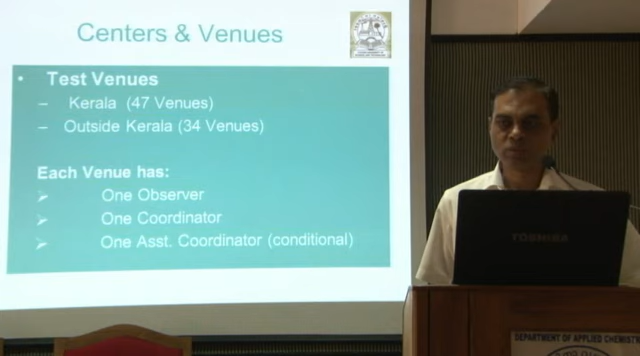 Centers & Venues
• Test Venues
– Kerala (47 Venues)
– Outside Kerala (34 Venues)
Each Venue has:
➢ One Observer
➢ One Coordinator
➢ One Asst. Coordinator (conditional)
TOSHIBA
DEPARTMENT OF APPLIED CHEMISTRY